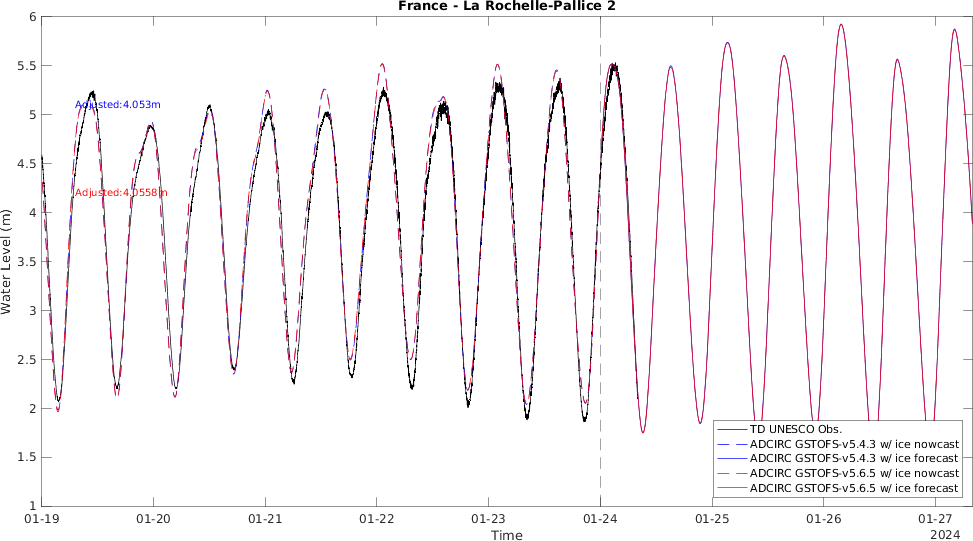 France - La Rochelle-Pallice 2
6
5.5
5
4.5
4
3.5
3
2.5
2
1.5
1
Water Level (m)
Adjusted:4.053m
Adjusted:4.0558m
TD UNESCO Obs.
ADCIRC GSTOFS-v5.4.3 w/ ice nowcast
ADCIRC GSTOFS-v5.4.3 w/ ice forecast
ADCIRC GSTOFS-v5.6.5 w/ ice nowcast
ADCIRC GSTOFS-v5.6.5 w/ ice forecast
01-19 01-20 01-21 01-22 01-23 01-24 01-25 01-26 01-27
Time
2024